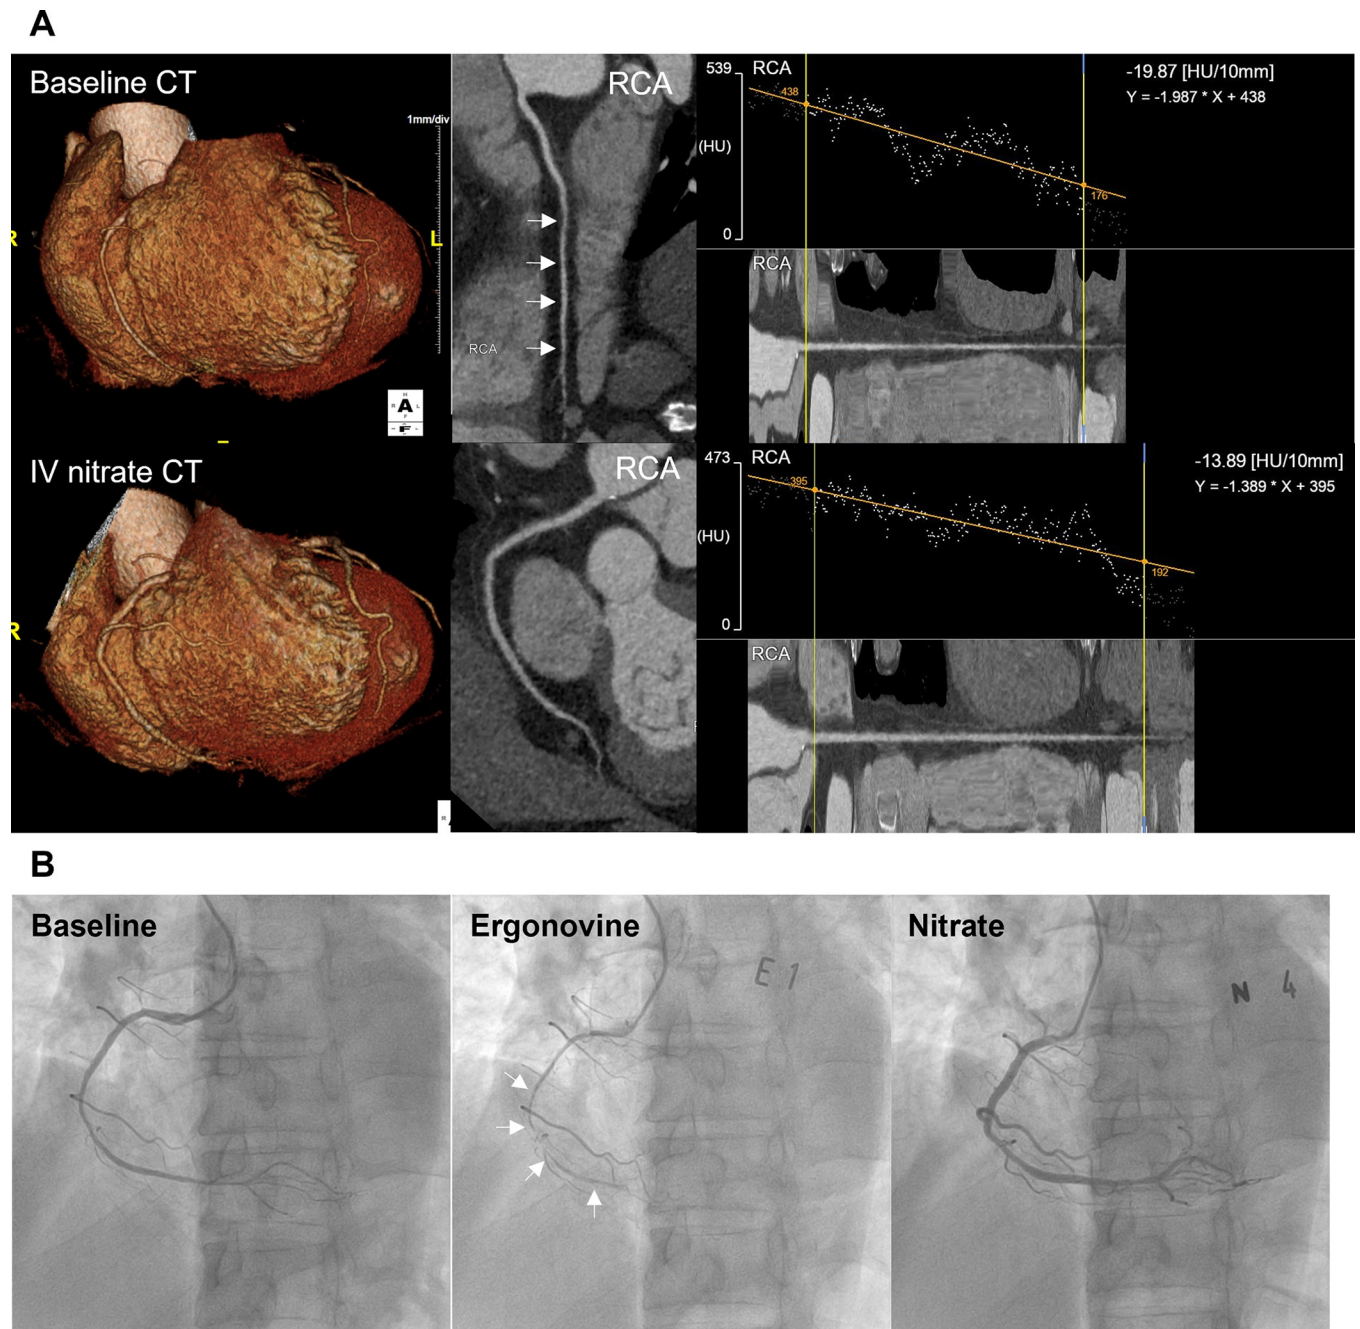 A
Baseline CT
1mm/div
R
L
A
RCA
RCA
539
RCA
438
(HU)
0
176
-19.87 [HU/10mm]
Y = -1.987 * X + 438
RCA
IV nitrate CT
R
RCA
473
RCA
395
(HU)
0
192
-13.89 [HU/10mm]
Y = -1.389 * X + 395
RCA
B
Baseline
Ergonovine
E 1
Nitrate
N 4